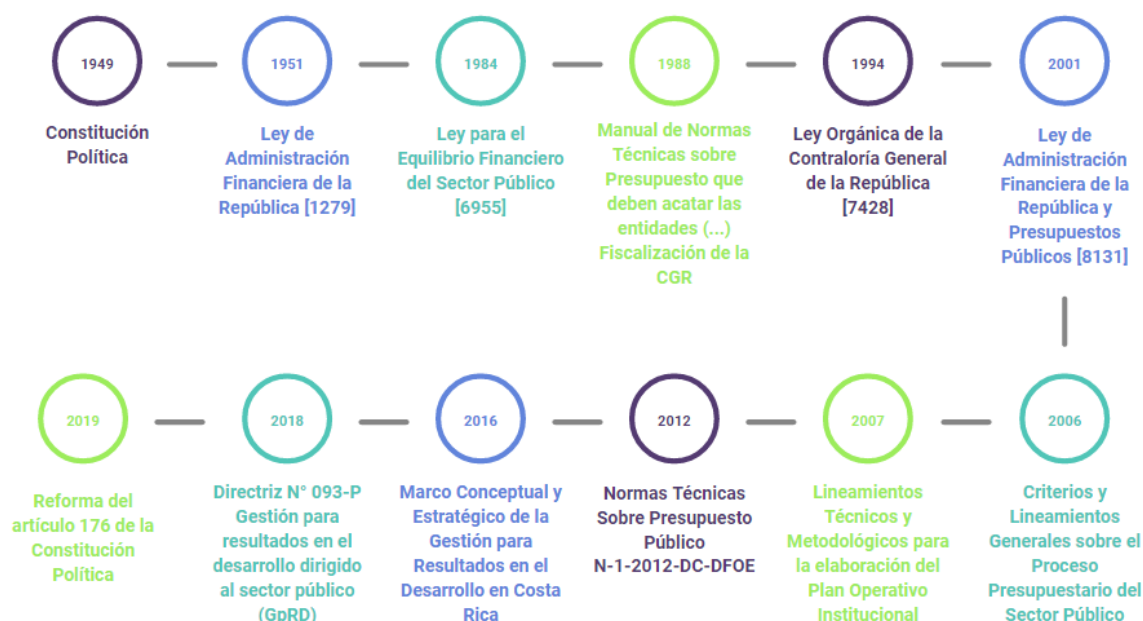 1949
Constitución
Política
1951
Ley de
Administración
Financiera de la
República [1279]
1984
Ley para el
Equilibrio Financiero
del Sector Público
[6955]
1988
Manual de Normas
Técnicas sobre
Presupuesto que
deben acatar las
entidades (...)
Fiscalización de la
CGR
1994
Ley Orgánica de la
Contraloría General
de la República
[7428]
2001
Ley de
Administración
Financiera de la
República y
Presupuestos
Públicos [8131]
2006
Criterios y
Lineamientos
Generales sobre el
Proceso
Presupuestario del
Sector Público
2007
Lineamientos
Técnicos y
Metodológicos para
la elaboración del
Plan Operativo
Institucional
2012
Normas Técnicas
Sobre Presupuesto
Público
N-1-2012-DC-DFOE
2016
Marco Conceptual y
Estratégico de la
Gestión para
Resultados en el
Desarrollo en Costa
Rica
2018
Directriz N° 093-P
Gestión para
resultados en el
desarrollo dirigido
al sector público
(GpRD)
2019
Reforma del
artículo 176 de la
Constitución
Política